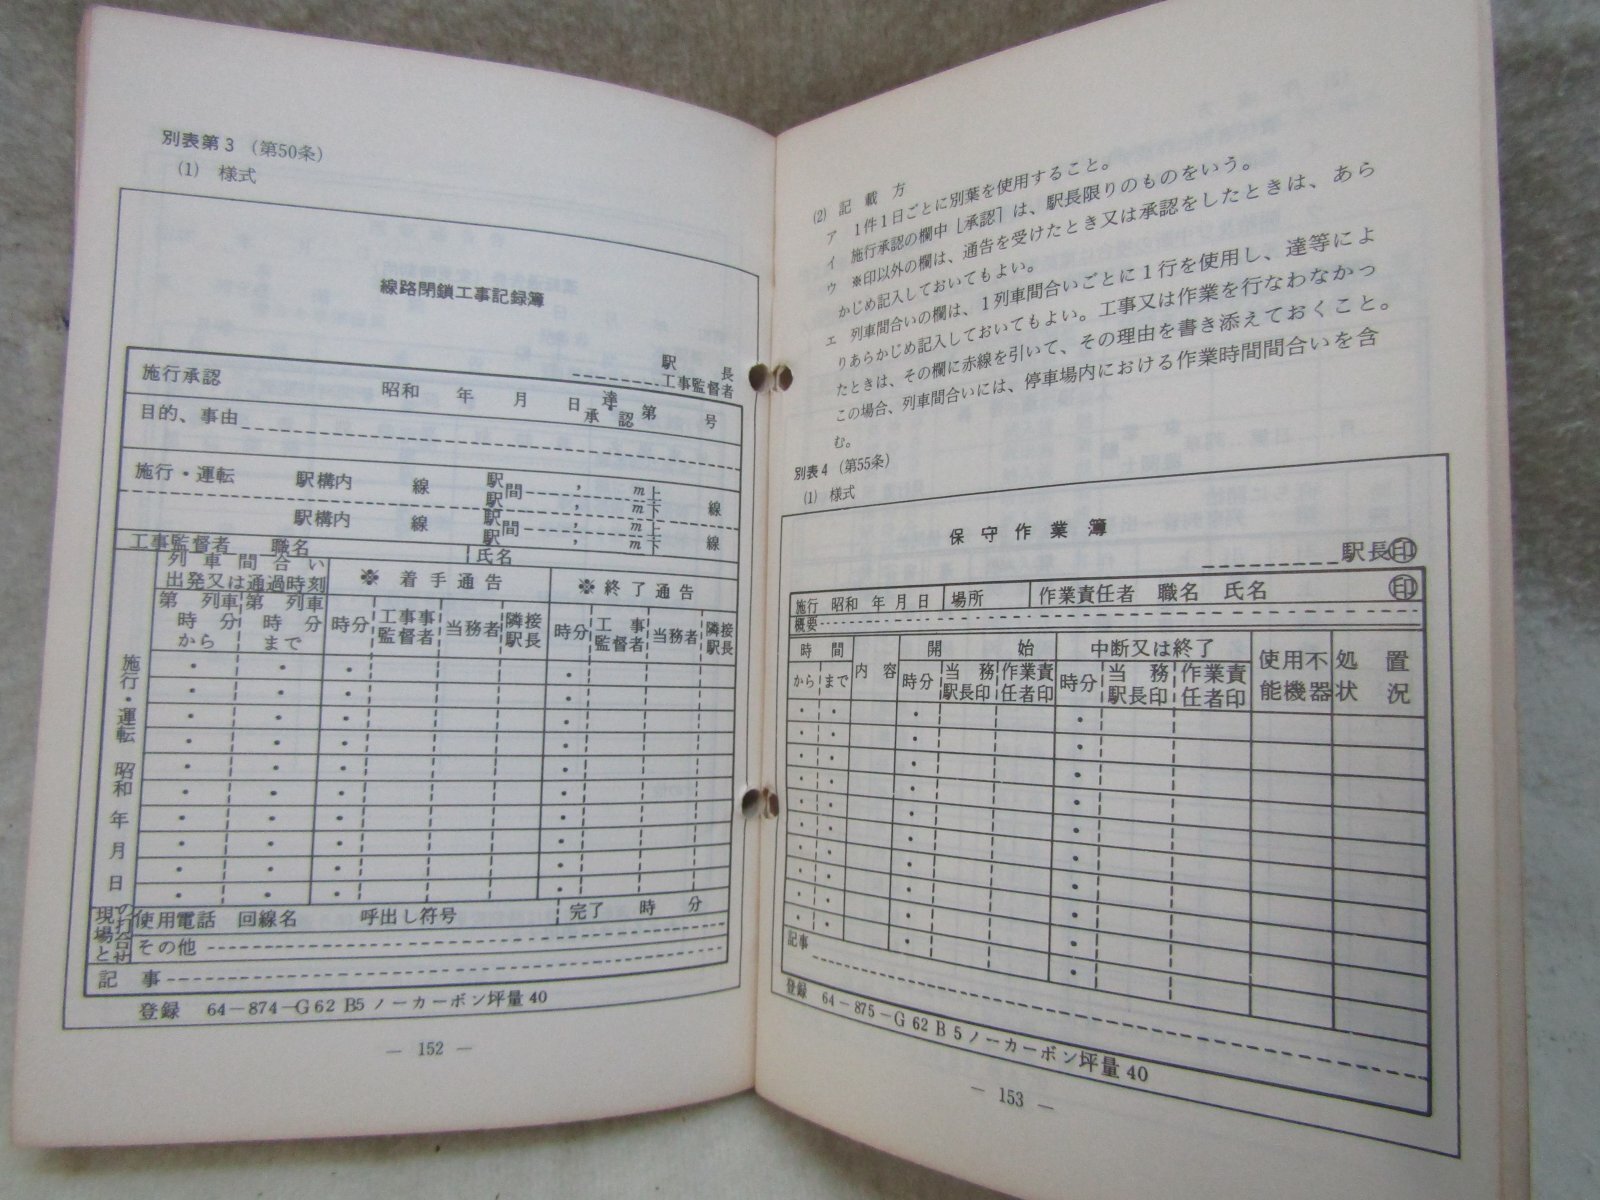 別表第3 (第50条)
(1) 様式
線路閉鎖工事記録簿
駅長
工事監督者
施行承認 昭和 年 月 日 達・承認 第 号
目的、事由
施行・運転 駅構内 線 駅駅間 , m m 上下 線
駅構内 線 駅駅間 , m m 上下 線
工事監督者 職名 氏名
列車間合い
出発又は通過時刻 ※着手通告 ※終了通告
第 列車 第 列車
時 分 時 分 時分 工事事監督者 当務者 隣接駅長 時分 工事監督者 当務者 隣接駅長
から まで
施行・運転 昭和 年 月 日
現場との打合せ 使用電話 回線名 呼出し符号 完了 時 分
その他
記事
登録 64-874-G62 B5ノーカーボン坪量40
— 152 —
(2) 記載方
ア 1件1日ごとに別葉を使用すること。
イ 施行承認の欄中「承認」は、駅長限りのものをいう。
ウ ※印以外の欄は、通告を受けたとき又は承認をしたときは、あら
かじめ記入しておいてもよい。
エ 列車間合いの欄は、1列車間合いごとに1行を使用し、達等によ
りあらかじめ記入しておいてもよい。工事又は作業を行なわなかっ
たときは、その欄に赤線を引いて、その理由を書き添えておくこと。
この場合、列車間合いには、停車場内における作業時間間合いを含
む。
別表4 (第55条)
(1) 様式
保守作業簿
駅長 印
施行 昭和 年 月 日 場所 作業責任者 職名 氏名 印
概要
時間 内容 開始 中断又は終了 使用不能機器 処置状況
から まで 時分 当務駅長印 作業責任者印 時分 当務駅長印 作業責任者印
記事
登録 64-875-G 62 B5ノーカーボン坪量40
— 153 —